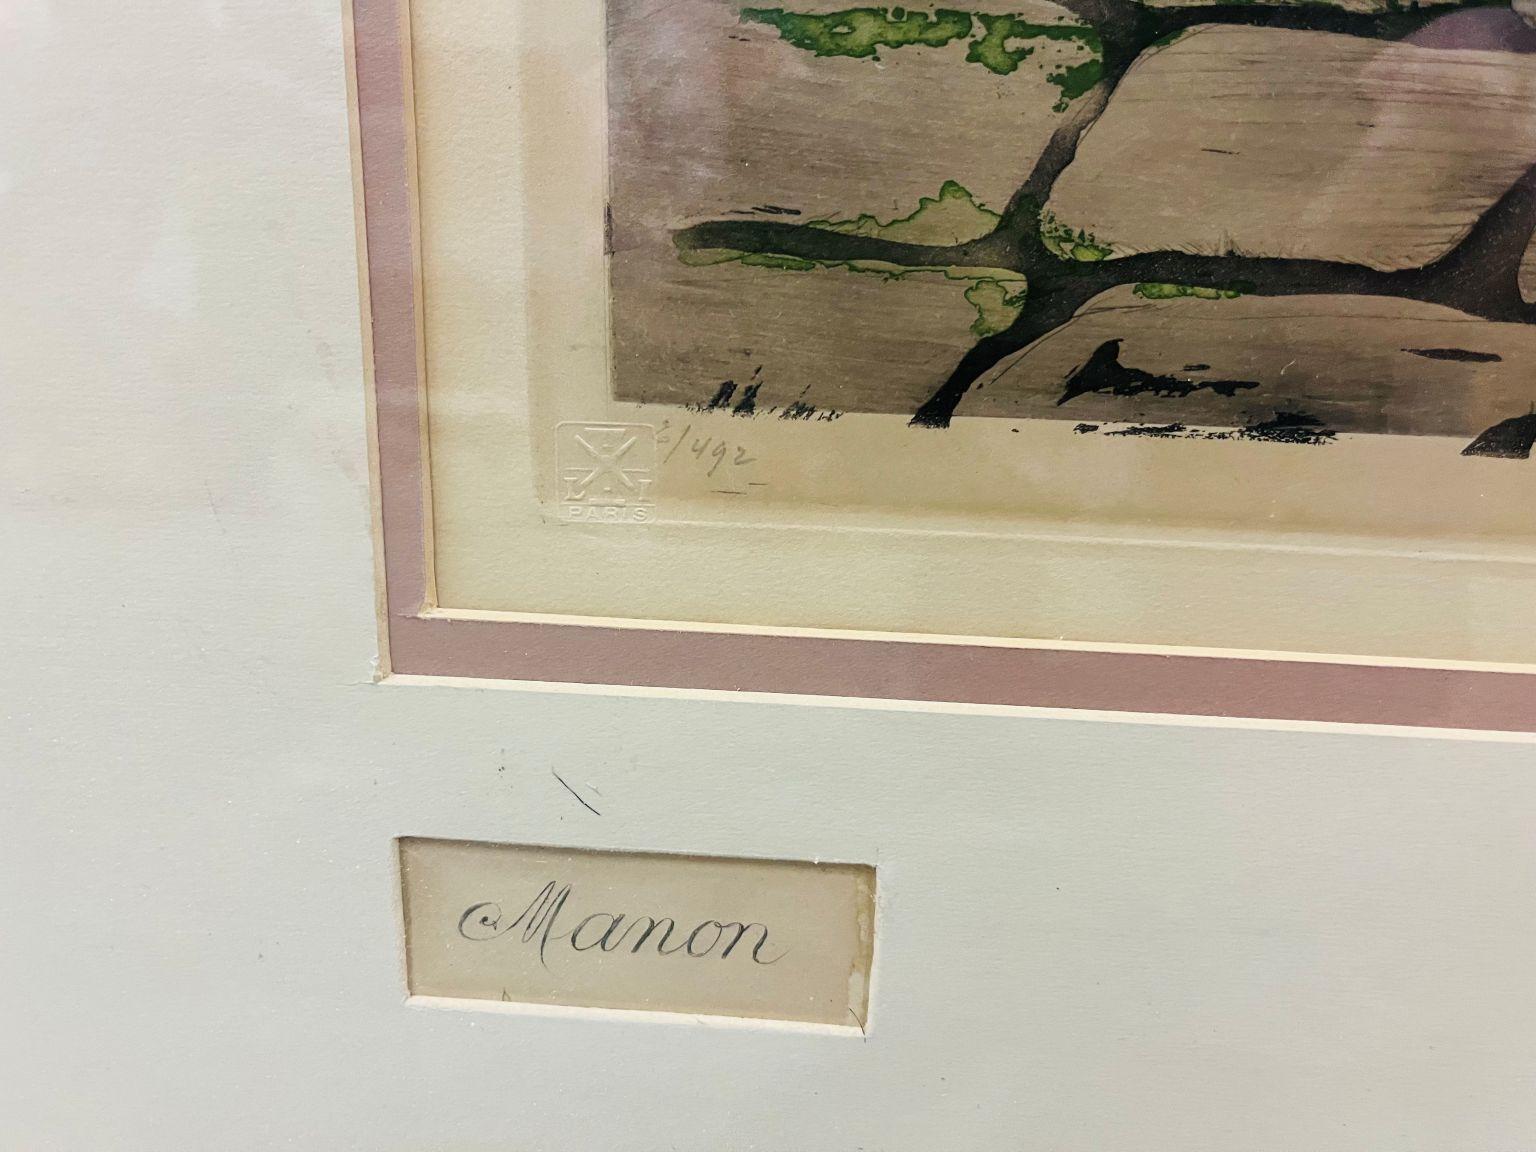 /492
L A I
PARIS
Manon